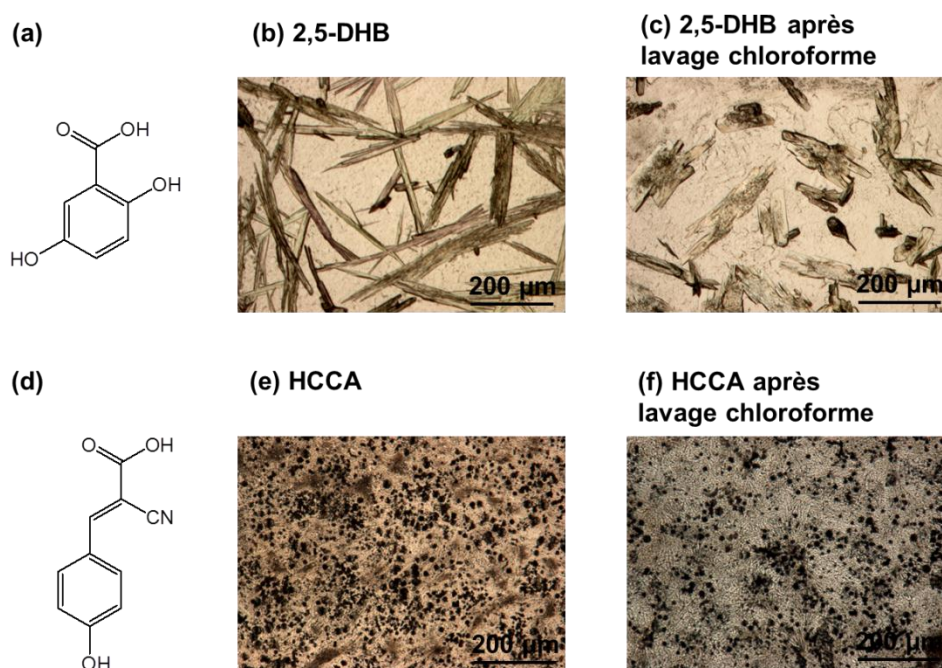 (a)
(b) 2,5-DHB
(c) 2,5-DHB après
lavage chloroforme
O
OH
OH
HO
200 µm
200 µm
(d)
(e) HCCA
(f) HCCA après
lavage chloroforme
O
OH
CN
OH
200 µm
200 µm